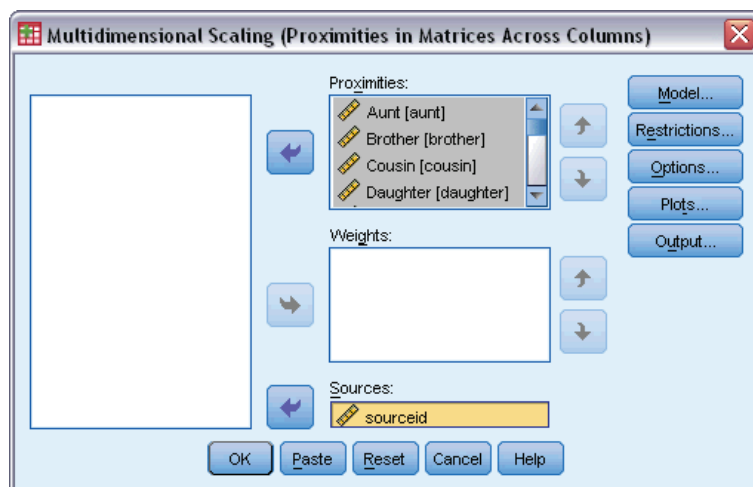 Multidimensional Scaling (Proximities in Matrices Across Columns)
Proximities:
Aunt [aunt]
Brother [brother]
Cousin [cousin]
Daughter [daughter]
Weights:
Sources:
sourceid
Model...
Restrictions...
Options...
Plots...
Output...
OK
Paste
Reset
Cancel
Help